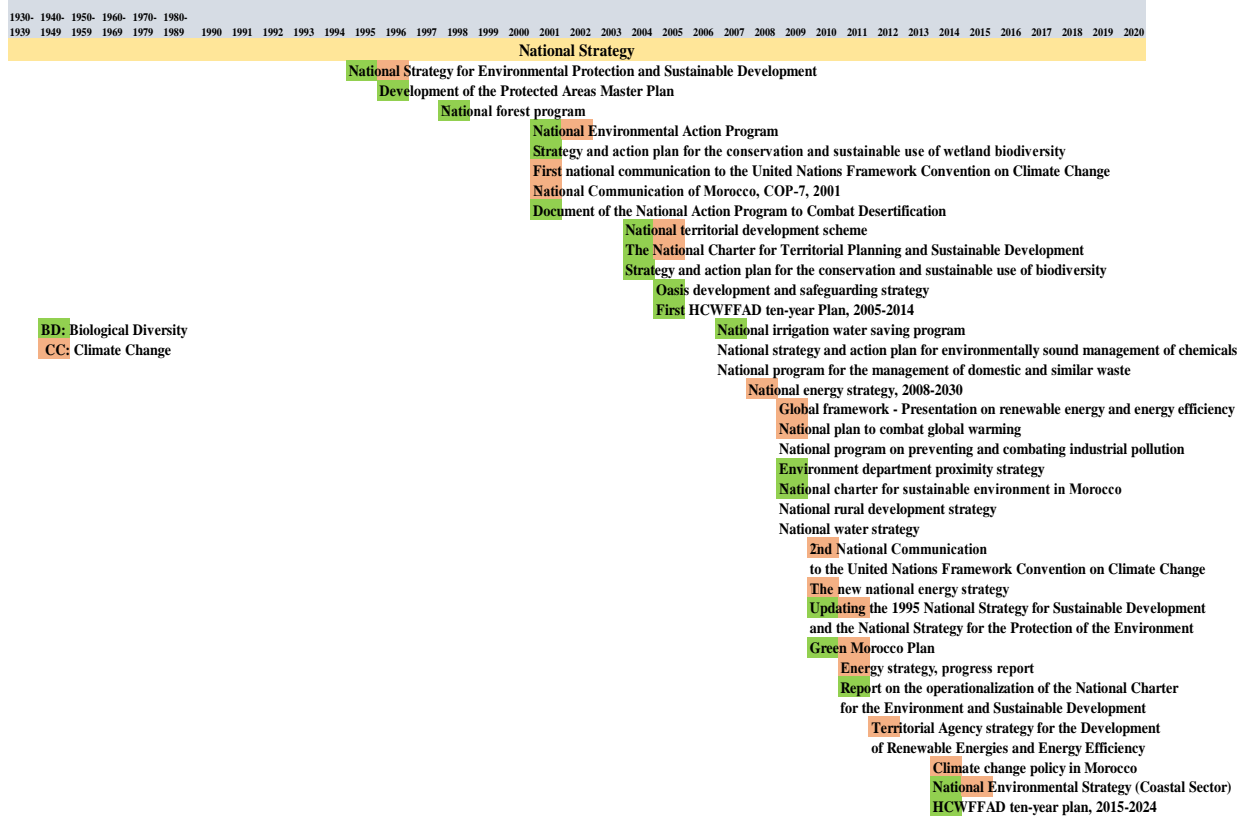 1930- 1940- 1950- 1960- 1970- 1980-
1939 1949 1959 1969 1979 1989 1990 1991 1992 1993 1994 1995 1996 1997 1998 1999 2000 2001 2002 2003 2004 2005 2006 2007 2008 2009 2010 2011 2012 2013 2014 2015 2016 2017 2018 2019 2020
National Strategy
National Strategy for Environmental Protection and Sustainable Development
Development of the Protected Areas Master Plan
National forest program
National Environmental Action Program
Strategy and action plan for the conservation and sustainable use of wetland biodiversity
First national communication to the United Nations Framework Convention on Climate Change
National Communication of Morocco, COP-7, 2001
Document of the National Action Program to Combat Desertification
National territorial development scheme
The National Charter for Territorial Planning and Sustainable Development
Strategy and action plan for the conservation and sustainable use of biodiversity
Oasis development and safeguarding strategy
First HCWFFAD ten-year Plan, 2005-2014
BD: Biological Diversity
National irrigation water saving program
CC: Climate Change
National strategy and action plan for environmentally sound management of chemicals
National program for the management of domestic and similar waste
National energy strategy, 2008-2030
Global framework - Presentation on renewable energy and energy efficiency
National plan to combat global warming
National program on preventing and combating industrial pollution
Environment department proximity strategy
National charter for sustainable environment in Morocco
National rural development strategy
National water strategy
2nd National Communication
to the United Nations Framework Convention on Climate Change
The new national energy strategy
Updating the 1995 National Strategy for Sustainable Development
and the National Strategy for the Protection of the Environment
Green Morocco Plan
Energy strategy, progress report
Report on the operationalization of the National Charter
for the Environment and Sustainable Development
Territorial Agency strategy for the Development
of Renewable Energies and Energy Efficiency
Climate change policy in Morocco
National Environmental Strategy (Coastal Sector)
HCWFFAD ten-year plan, 2015-2024